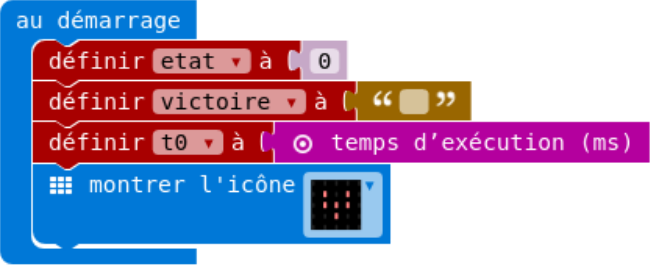 au démarrage
définir etat à 0
définir victoire à “ ”
définir t0 à temps d’exécution (ms)
montrer l'icône